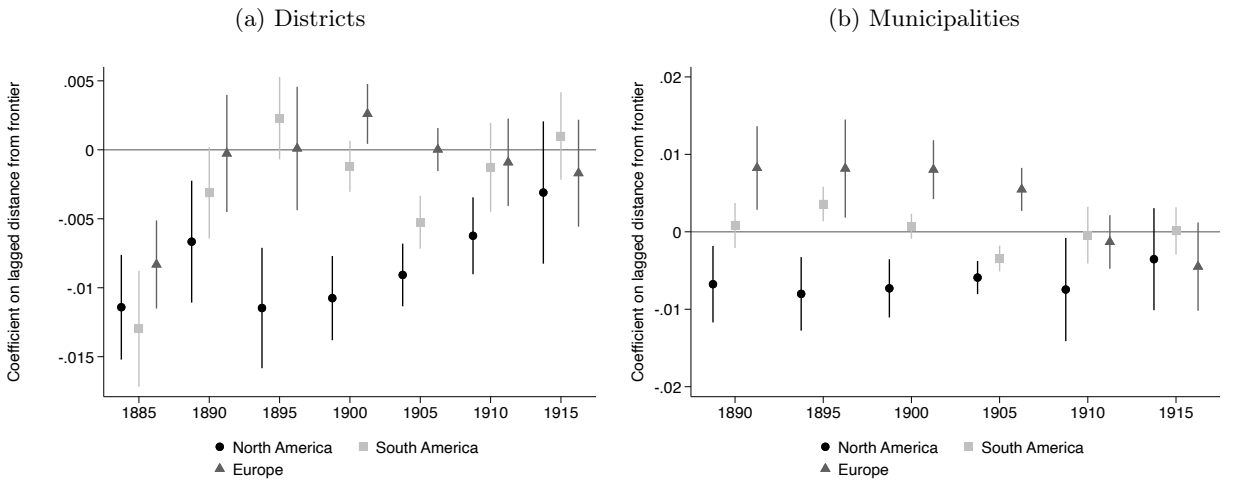 (a) Districts
Coefficient on lagged distance from frontier
.005
0
-.005
-.01
-.015
1885 1890 1895 1900 1905 1910 1915
North America South America
Europe
(b) Municipalities
Coefficient on lagged distance from frontier
.02
.01
0
-.01
-.02
1890 1895 1900 1905 1910 1915
North America South America
Europe